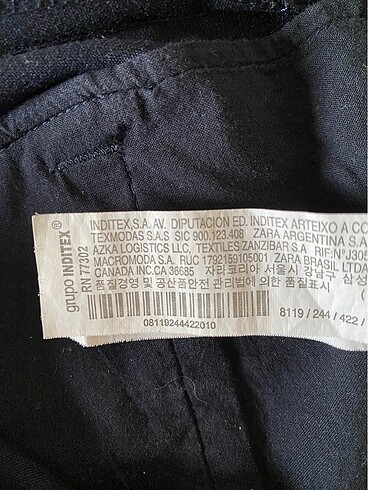 grupo INDITEX®
RN 77302
INDITEX,S.A. AV. DIPUTACION ED. INDITEX ARTEIXO A CO
TEXMODAS S.A.S SIC 900.123.408 ZARA ARGENTINA S.A
AZKA LOGISTICS LLC, TEXTILES ZANZIBAR S.A RIF:N°J305
MACROMODA S.A. RUC 1792159105001 ZARA BRASIL LTDA
CANADA INC.CA 36685 자라코리아 서울시 강남구 삼성
품질경영 및 공산품안전 관리법에 의한 품질표시 (
08119244422010
8119 / 244 / 422 /